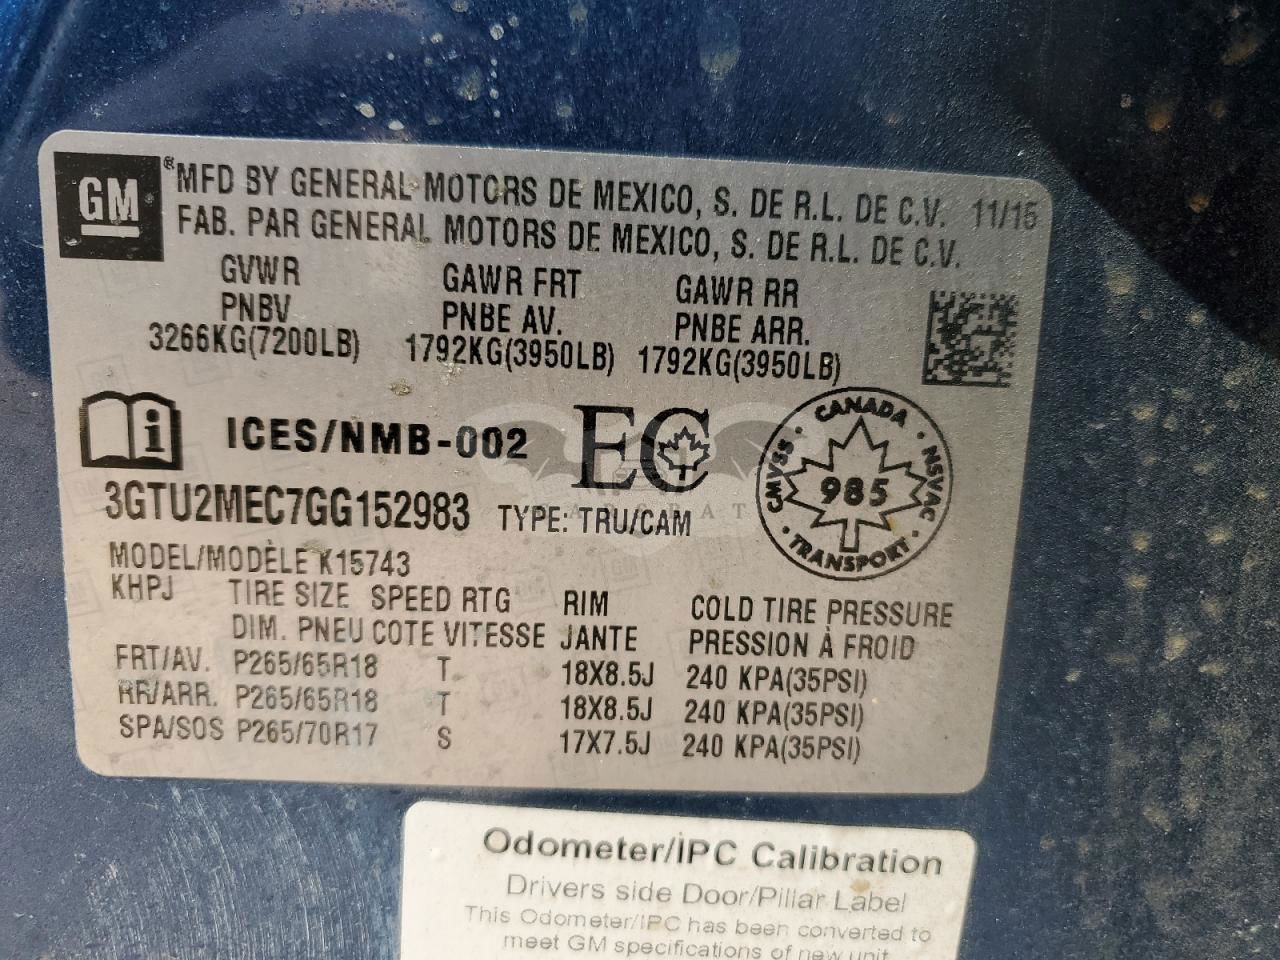 GM ® MFD BY GENERAL MOTORS DE MEXICO, S. DE R.L. DE C.V. 11/15
FAB. PAR GENERAL MOTORS DE MEXICO, S. DE R.L. DE C.V.
GVWR GAWR FRT GAWR RR
PNBV PNBE AV. PNBE ARR.
3266KG(7200LB) 1792KG(3950LB) 1792KG(3950LB)
i ICES/NMB-002 EC
CANADA · NSVAC · TRANSPORT · CMVSS ·
985
3GTU2MEC7GG152983 TYPE: TRU/CAM
MODEL/MODÈLE K15743
KHPJ TIRE SIZE SPEED RTG RIM COLD TIRE PRESSURE
DIM. PNEU COTE VITESSE JANTE PRESSION À FROID
FRT/AV. P265/65R18 T 18X8.5J 240 KPA(35PSI)
RR/ARR. P265/65R18 T 18X8.5J 240 KPA(35PSI)
SPA/SOS P265/70R17 S 17X7.5J 240 KPA(35PSI)
Odometer/IPC Calibration
Drivers side Door/Pillar Label
This Odometer/IPC has been converted to
meet GM specifications of new unit